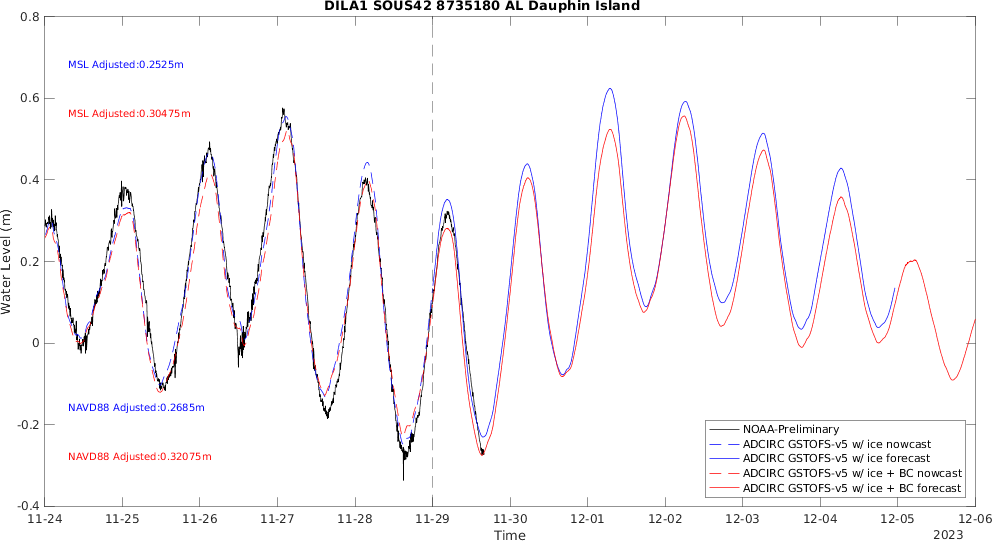 DILA1 SOUS42 8735180 AL Dauphin Island
0.8
0.6
0.4
0.2
0
-0.2
-0.4
Water Level (m)
MSL Adjusted:0.2525m
MSL Adjusted:0.30475m
NAVD88 Adjusted:0.2685m
NAVD88 Adjusted:0.32075m
NOAA-Preliminary
ADCIRC GSTOFS-v5 w/ ice nowcast
ADCIRC GSTOFS-v5 w/ ice forecast
ADCIRC GSTOFS-v5 w/ ice + BC nowcast
ADCIRC GSTOFS-v5 w/ ice + BC forecast
11-24 11-25 11-26 11-27 11-28 11-29 11-30 12-01 12-02 12-03 12-04 12-05 12-06
Time
2023